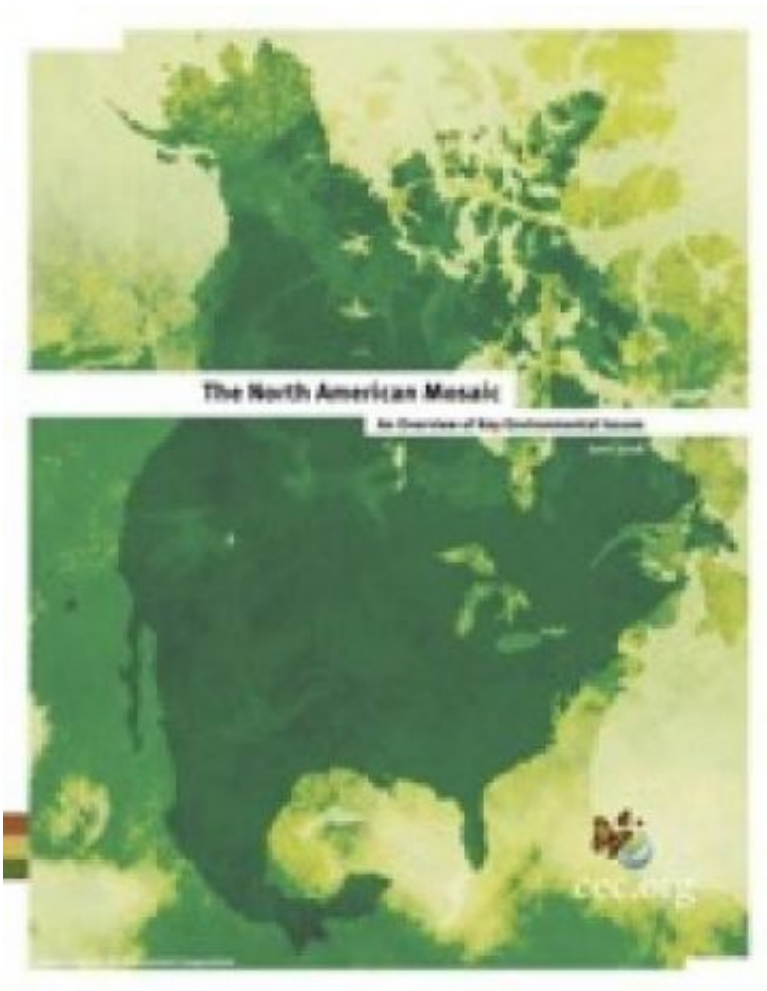 The North American Mosaic
An Overview of Key Environmental Issues
cec.org